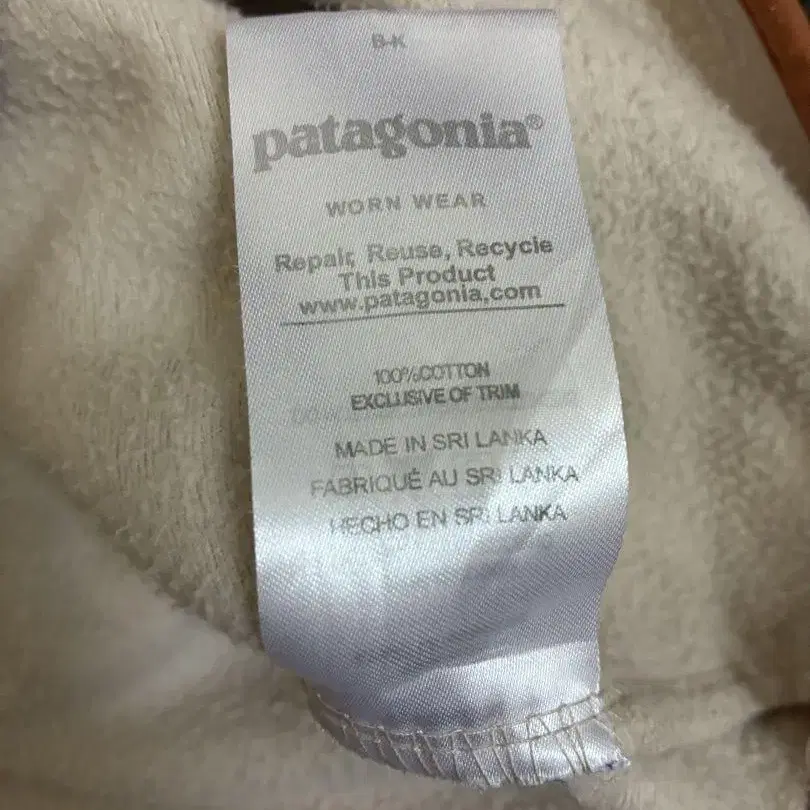 B-K
patagonia®
WORN WEAR
Repair, Reuse, Recycle
This Product
www.patagonia.com
100%COTTON
EXCLUSIVE OF TRIM
MADE IN SRI LANKA
FABRIQUÉ AU SRI LANKA
HECHO EN SRI LANKA